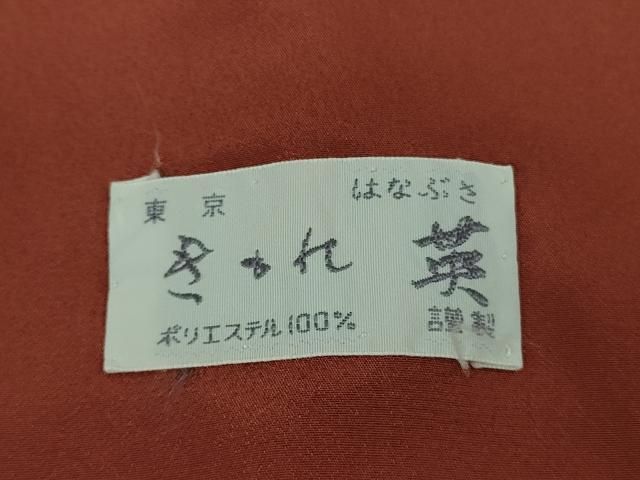 東京 はなぶさ
きもの英
ポリエステル100% 謹製